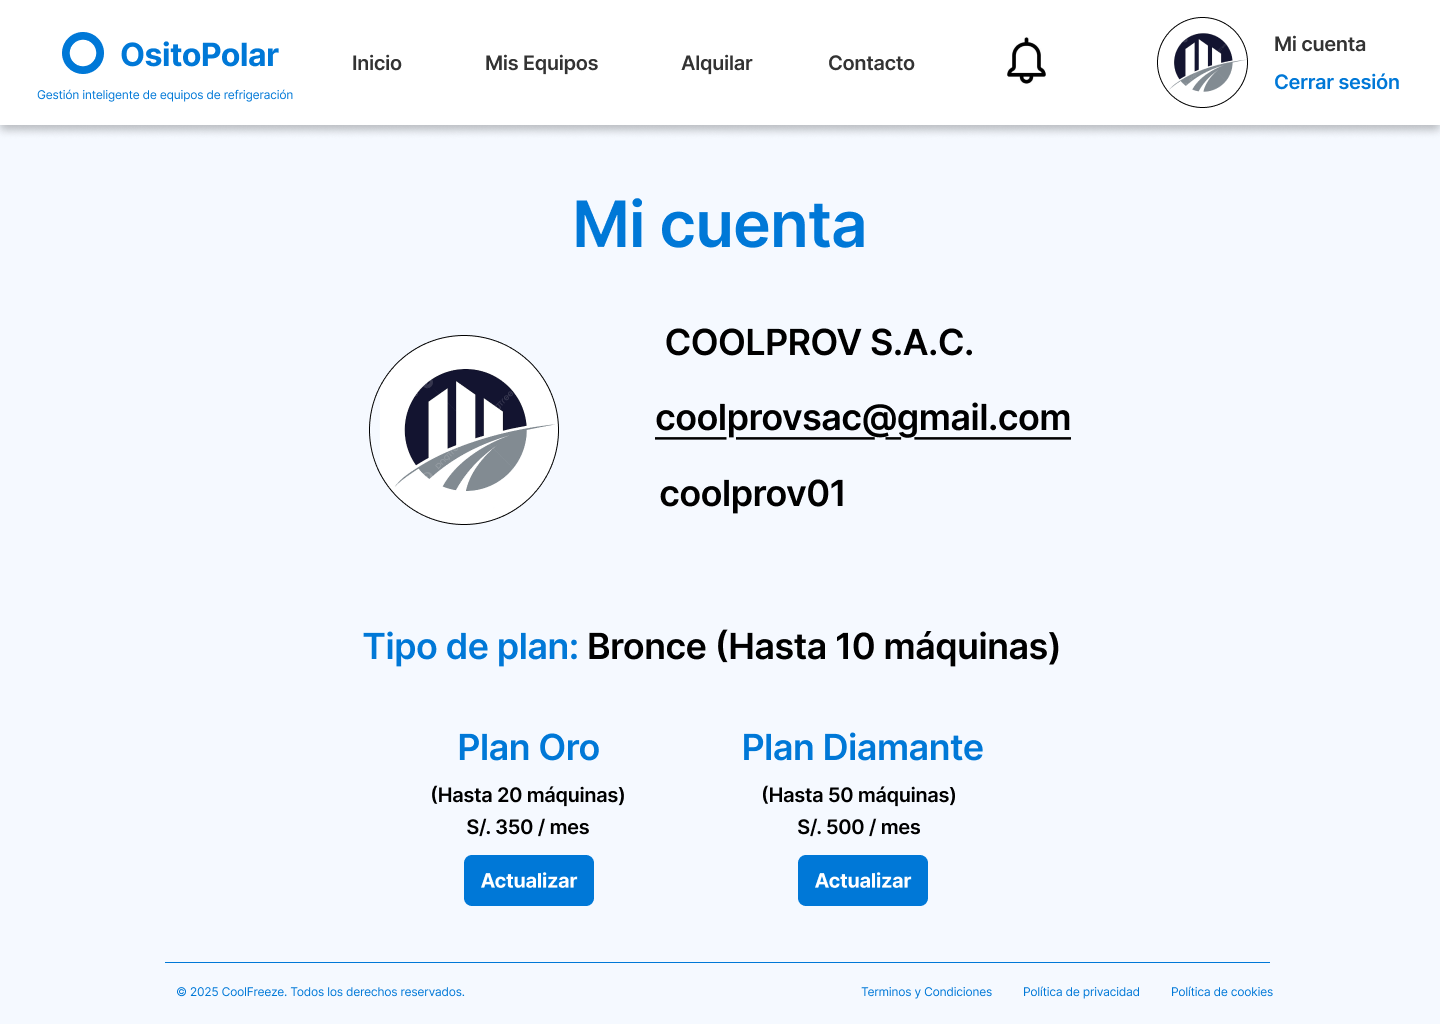 OsitoPolar
Gestión inteligente de equipos de refrigeración
Inicio
Mis Equipos
Alquilar
Contacto
Mi cuenta
Cerrar sesión
Mi cuenta
COOLPROV S.A.C.
coolprovsac@gmail.com
coolprov01
Tipo de plan: Bronce (Hasta 10 máquinas)
Plan Oro
(Hasta 20 máquinas)
S/. 350 / mes
Actualizar
Plan Diamante
(Hasta 50 máquinas)
S/. 500 / mes
Actualizar
© 2025 CoolFreeze. Todos los derechos reservados.
Terminos y Condiciones
Política de privacidad
Política de cookies